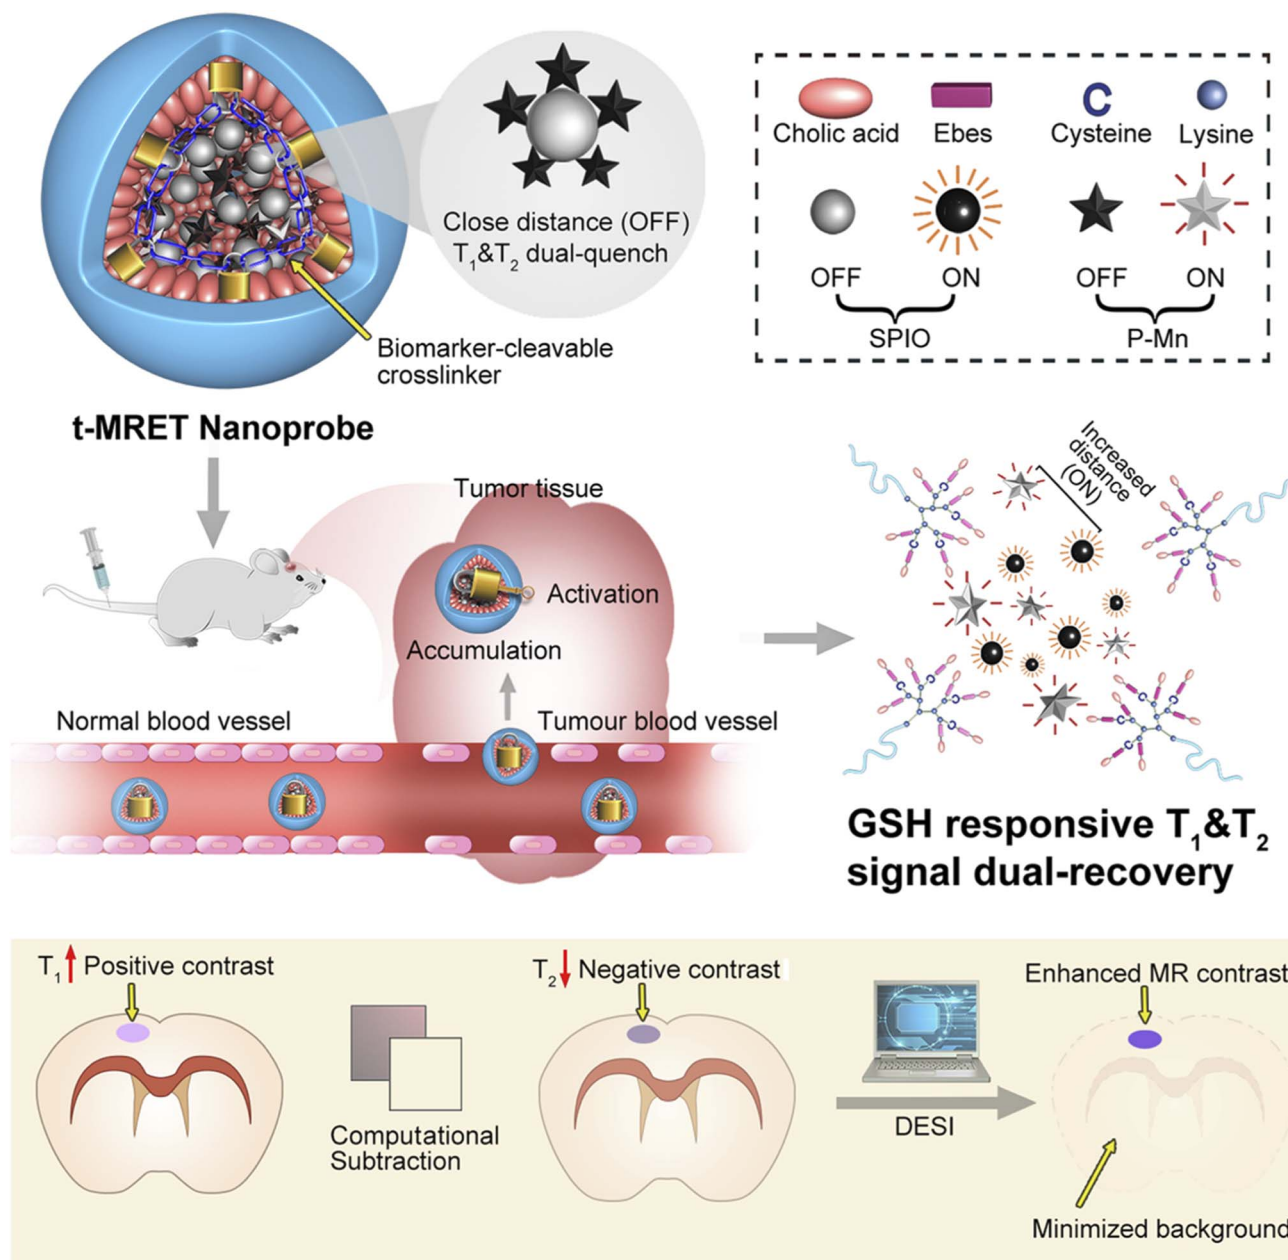 Close distance (OFF)
T₁&T₂ dual-quench
Biomarker-cleavable
crosslinker
t-MRET Nanoprobe
Cholic acid
Ebes
C
Cysteine
Lysine
OFF
ON
OFF
ON
SPIO
P-Mn
Tumor tissue
Activation
Accumulation
Normal blood vessel
Tumour blood vessel
Increased
distance
(ON)
GSH responsive T₁&T₂
signal dual-recovery
T₁ Positive contrast
Computational
Subtraction
T₂ Negative contrast
DESI
Enhanced MR contrast
Minimized background